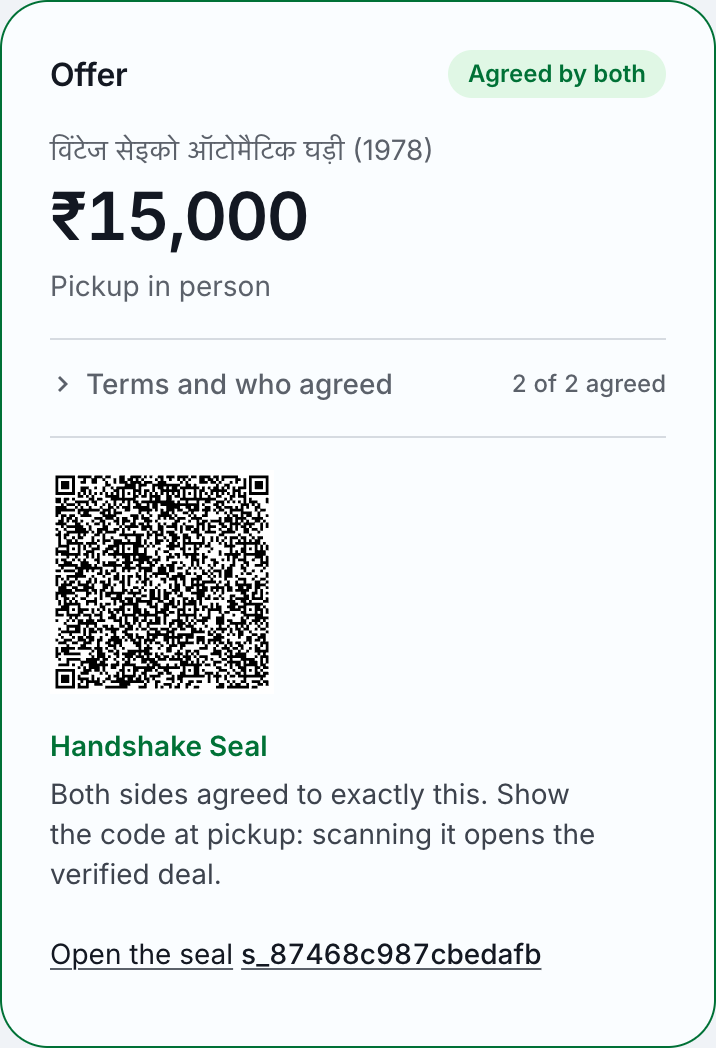 Offer
Agreed by both
विंटेज सेइको ऑटोमैटिक घड़ी (1978)
₹15,000
Pickup in person
Terms and who agreed
2 of 2 agreed
Handshake Seal
Both sides agreed to exactly this. Show
the code at pickup: scanning it opens the
verified deal.
Open the seal s_87468c987cbedafb